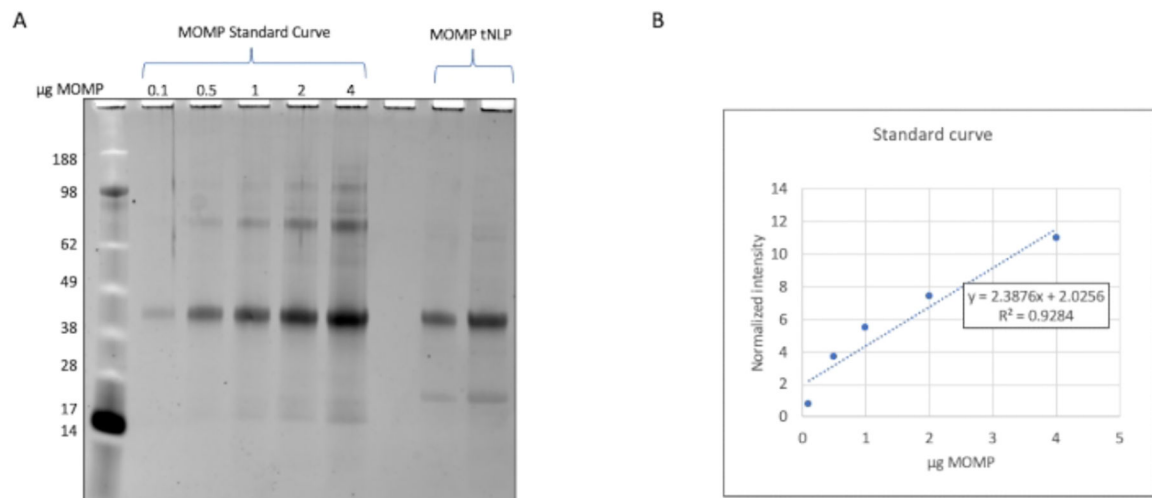 A
B
MOMP Standard Curve
MOMP tNLP
µg MOMP 0.1 0.5 1 2 4
188
98
62
49
38
28
17
14
Standard curve
Normalized intensity
14
12
10
8
6
4
2
0
y = 2.3876x + 2.0256
R² = 0.9284
0 1 2 3 4 5
µg MOMP